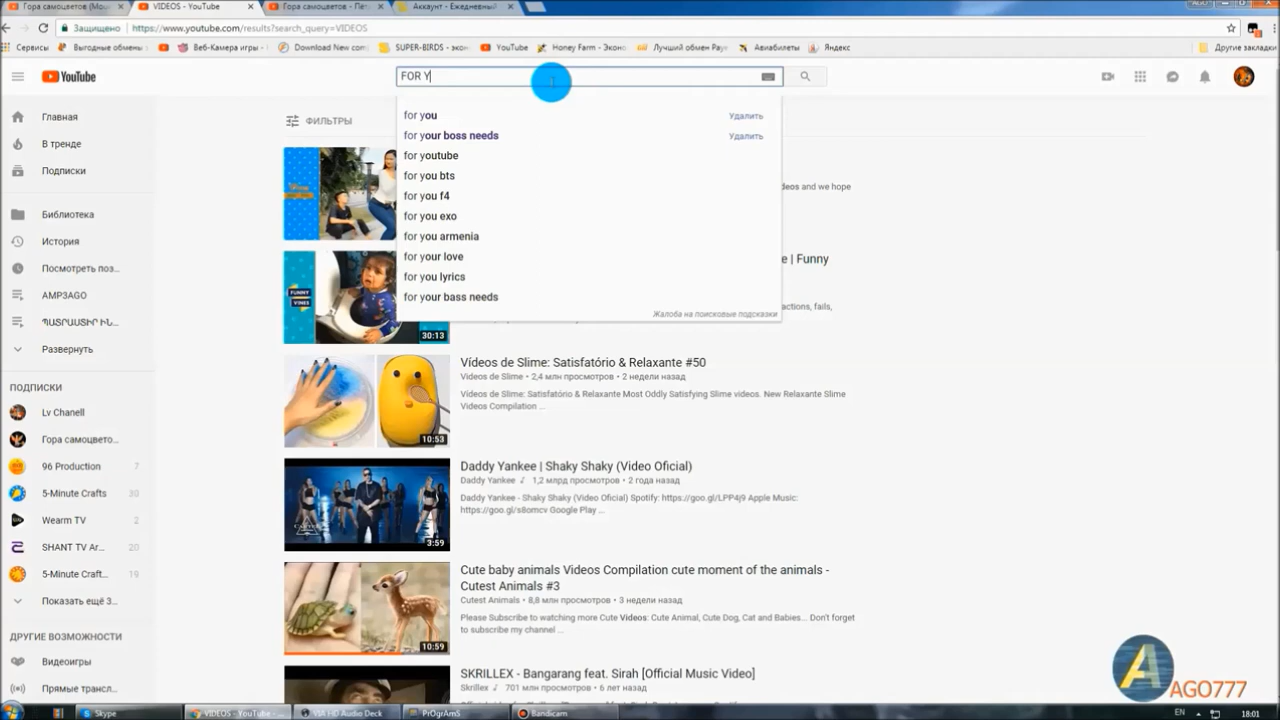 Гора самоцветов (Мош
VIDEOS - YouTube
Гора самоцветов - Пет
Аккаунт - Ежедневный
AGO
Защищено
https://www.youtube.com/results?search_query=VIDEOS
Сервисы
Выгодные обмены
Веб-Камера игры -
Download New com
SUPER-BIRDS - экон
YouTube
Honey Farm - Эконо
Лучший обмен Payе
Авиабилеты
Яндекс
Другие закладки
YouTube
FOR Y
for you
Удалить
for your boss needs
Удалить
for youtube
for you bts
for you f4
for you exo
for you armenia
for your love
for you lyrics
for your bass needs
Жалоба на поисковые подсказки
Главная
В тренде
Подписки
Библиотека
История
Посмотреть поз...
AMP3AGO
ՊԱՏՐԱՍՏԻՐ ԻՆ...
Развернуть
ПОДПИСКИ
Lv Chanell
Гора самоцвето...
96 Production 7
5-Minute Crafts 30
Wearm TV 2
SHANT TV Ar... 20
5-Minute Craft... 19
Показать ещё 3...
ДРУГИЕ ВОЗМОЖНОСТИ
Видеоигры
Прямые трансл...
ФИЛЬТРЫ
deos and we hope
e | Funny
actions, fails,
FUNNY
VINES
30:13
Vídeos de Slime: Satisfatório & Relaxante #50
Videos de Slime • 2,4 млн просмотров • 2 недели назад
Vídeos de Slime: Satisfatório & Relaxante Most Oddly Satisfying Slime videos. New Relaxante Slime
Videos Compilation ...
10:53
Daddy Yankee | Shaky Shaky (Video Oficial)
Daddy Yankee ♪ • 1,2 млрд просмотров • 2 года назад
Daddy Yankee - Shaky Shaky (Video Oficial) Spotify: https://goo.gl/LPP4j9 Apple Music:
https://goo.gl/s8omcv Google Play ...
3:59
Cute baby animals Videos Compilation cute moment of the animals -
Cutest Animals #3
Cutest Animals • 8,8 млн просмотров • 3 недели назад
Please Subscribe to watching more Cute Videos: Cute Animal, Cute Dog, Cat and Babies... Don't forget
to subscribe my channel ...
10:59
SKRILLEX - Bangarang feat. Sirah [Official Music Video]
Skrillex ♪ • 701 млн просмотров • 6 лет назад
AGO777
Skype
VIDEOS - YouTube - ...
VIA HD Audio Deck
PrOgrAmS
Bandicam
EN
18:01